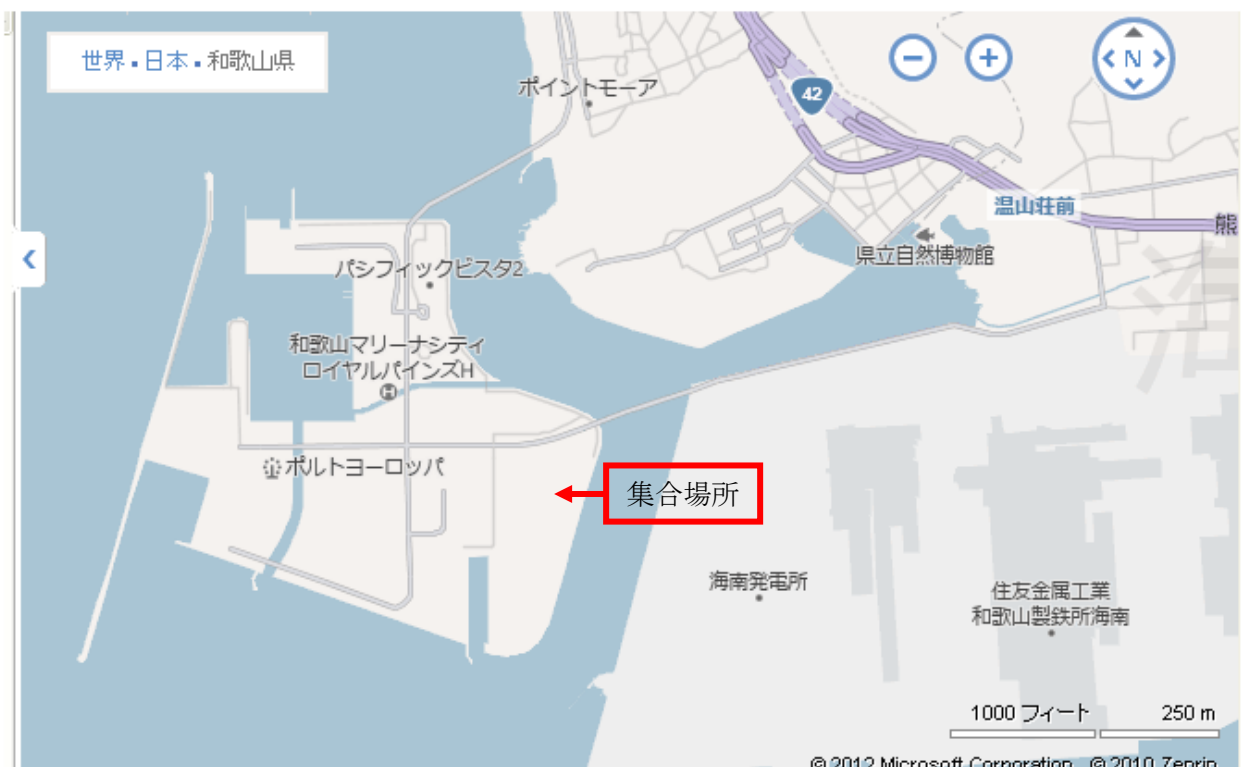 世界・日本・和歌山県
N
ポイントモーア
42
温山荘前
熊
県立自然博物館
海
パシフィックビスタ2
和歌山マリーナシティ
ロイヤルパインズH
H
ポルトヨーロッパ
集合場所
海南発電所
住友金属工業
和歌山製鉄所海南
1000 フィート
250 m
© 2012 Microsoft Corporation © 2010 Zenrin